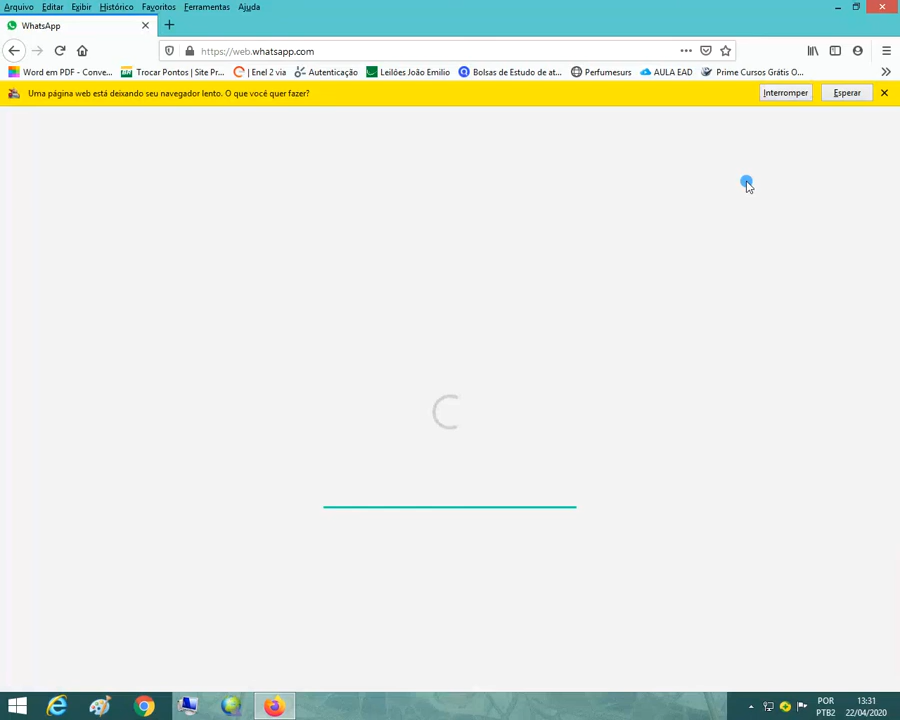 Arquivo Editar Exibir Histórico Favoritos Ferramentas Ajuda
WhatsApp
https://web.whatsapp.com
Word em PDF - Conve... Trocar Pontos | Site Pr... | Enel 2 via Autenticação Leilões João Emilio Bolsas de Estudo de at... Perfumesurs AULA EAD Prime Cursos Grátis O...
Uma página web está deixando seu navegador lento. O que você quer fazer? Interromper Esperar
POR 13:31
PTB2 22/04/2020